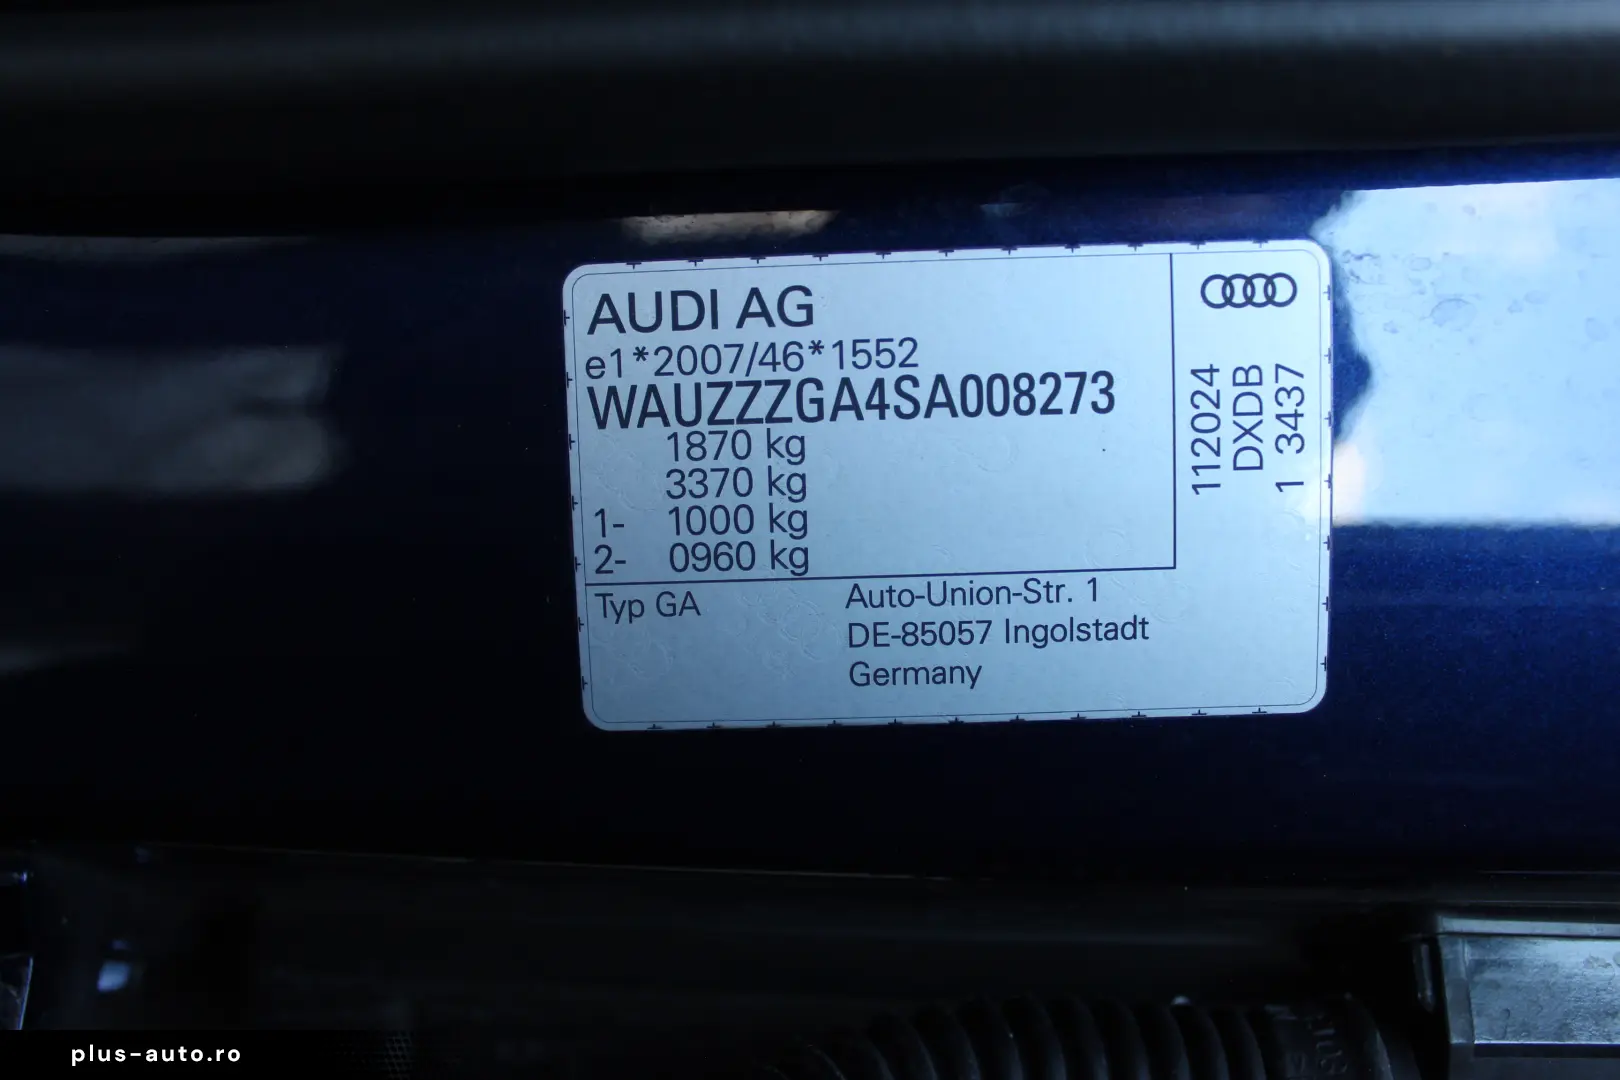 AUDI AG
e1*2007/46*1552
WAUZZZGA4SA008273
1870 kg
3370 kg
1- 1000 kg
2- 0960 kg
Typ GA
Auto-Union-Str. 1
DE-85057 Ingolstadt
Germany
112024
DXDB
1 3437
plus-auto.ro